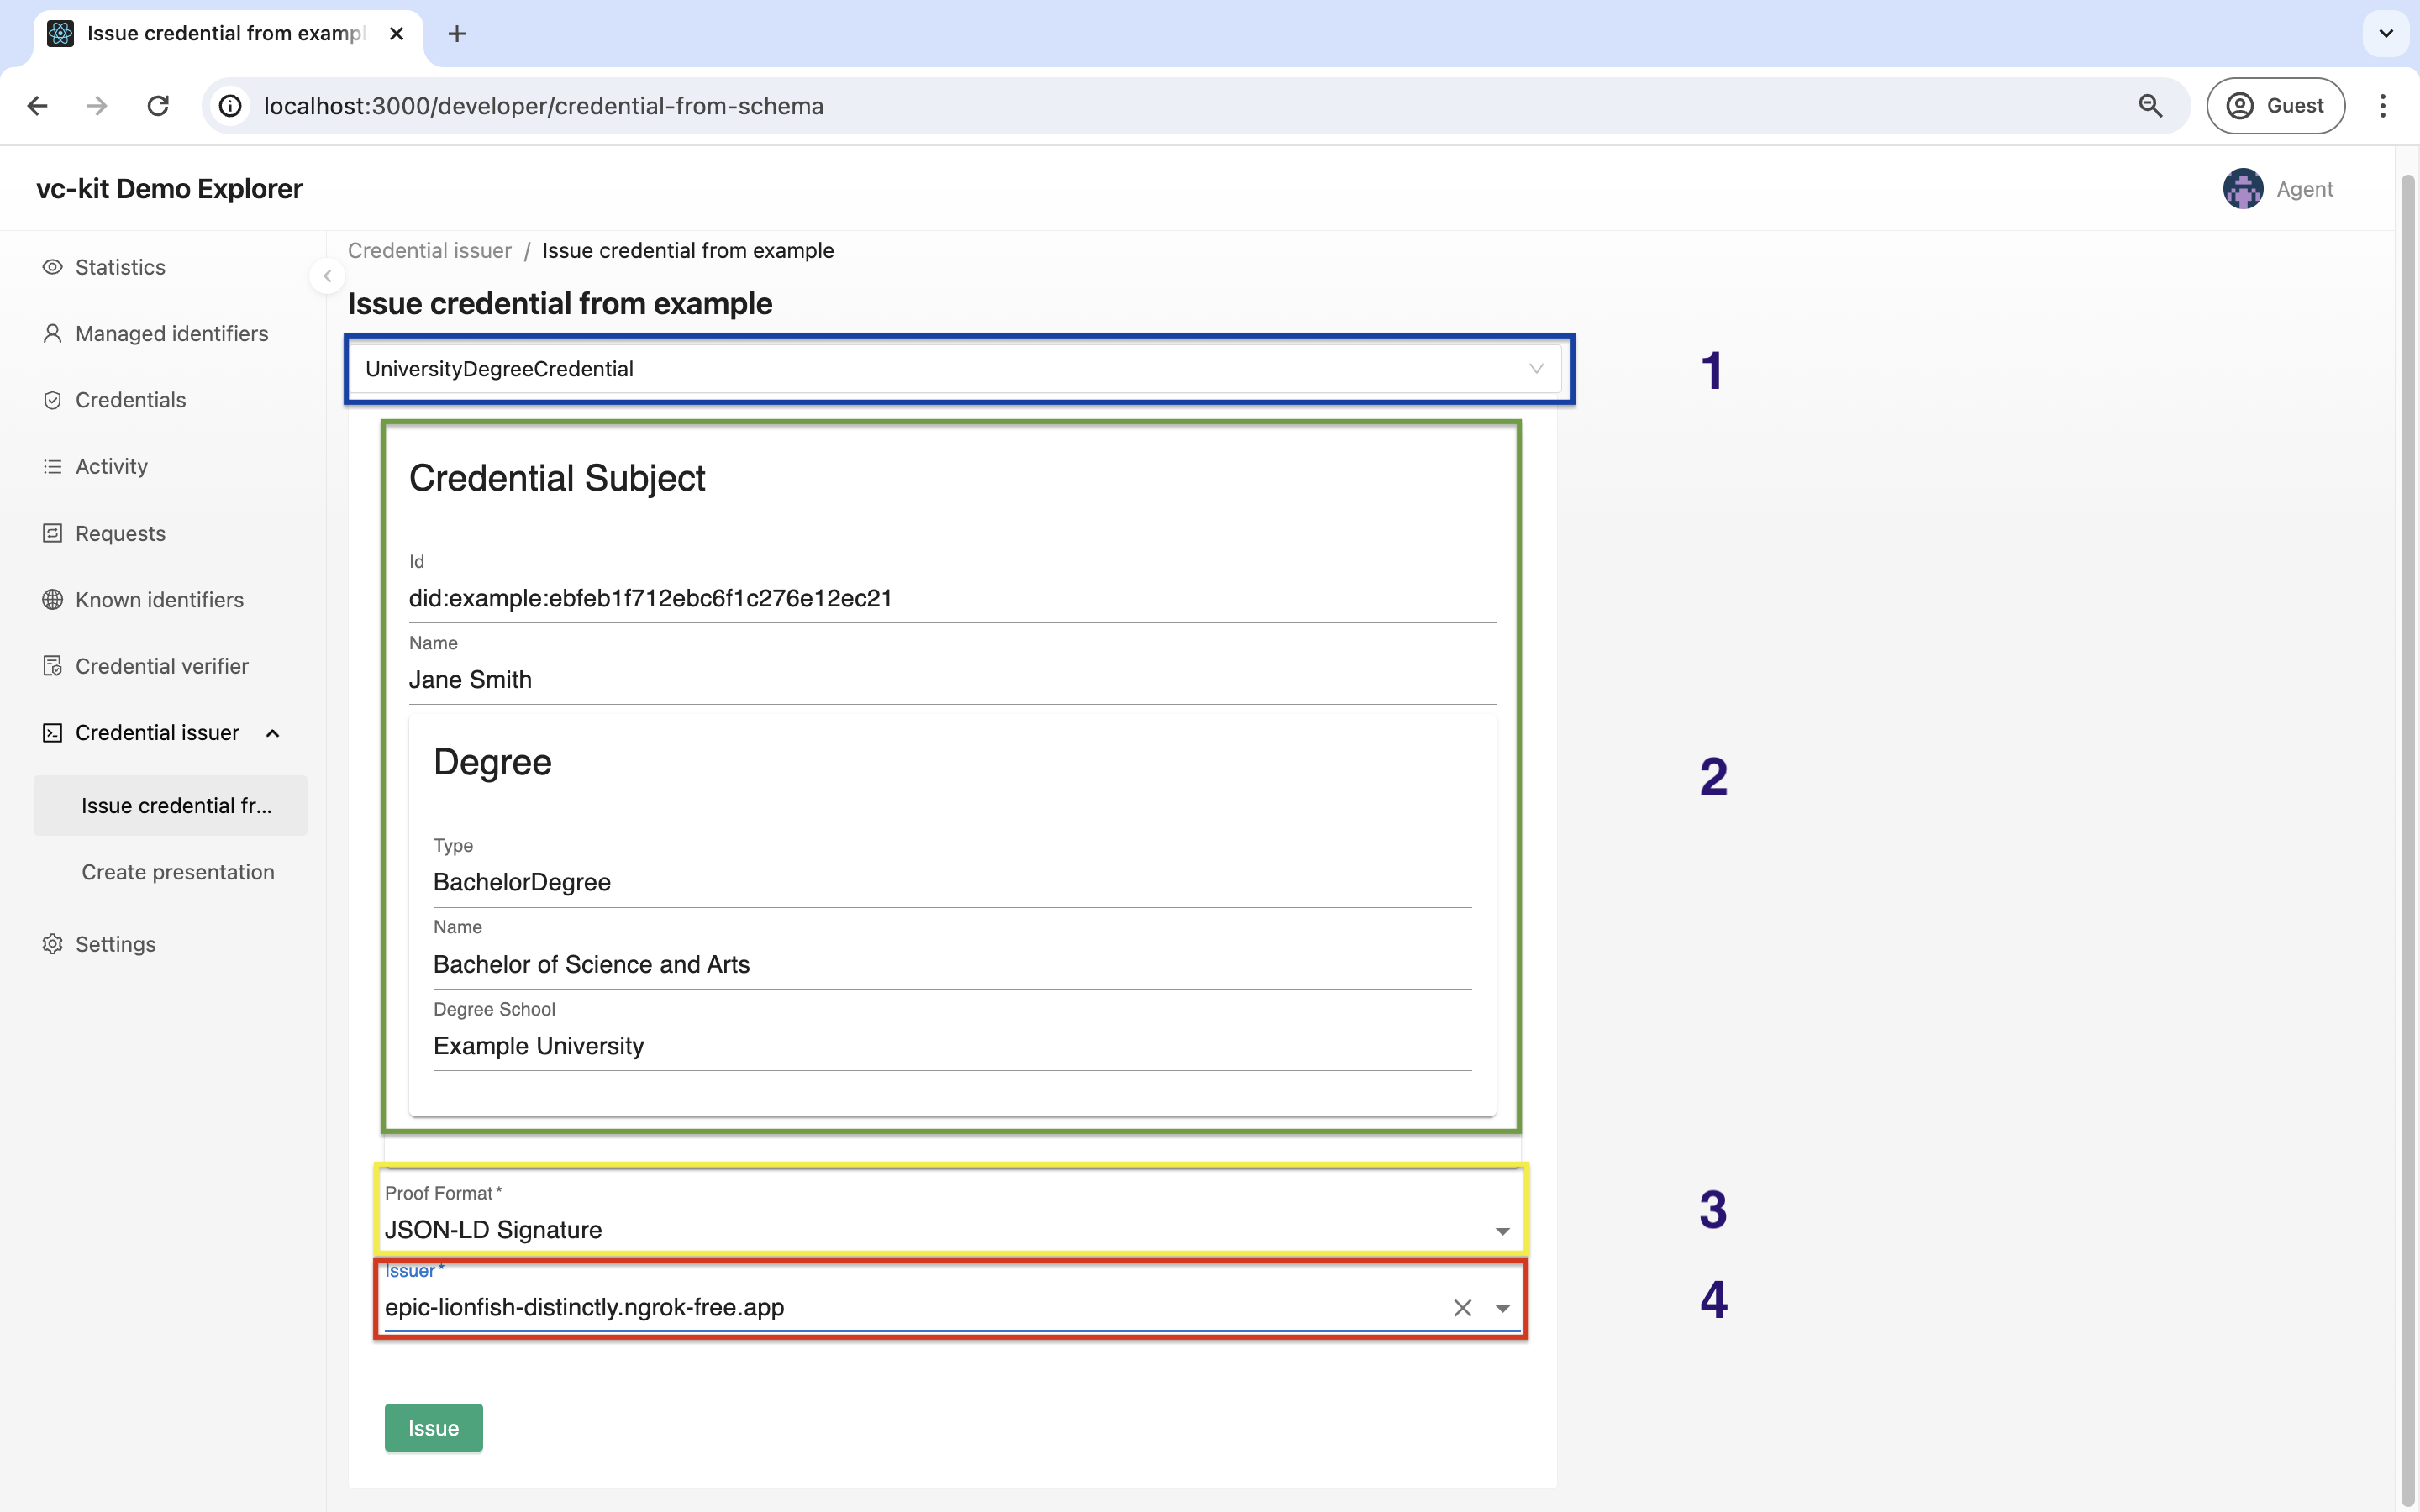 Issue credential from exampl
localhost:3000/developer/credential-from-schema
Guest
vc-kit Demo Explorer
Agent
Statistics
Managed identifiers
Credentials
Activity
Requests
Known identifiers
Credential verifier
Credential issuer
Issue credential fr...
Create presentation
Settings
Credential issuer / Issue credential from example
Issue credential from example
UniversityDegreeCredential
1
Credential Subject
Id
did:example:ebfeb1f712ebc6f1c276e12ec21
Name
Jane Smith
Degree
2
Type
BachelorDegree
Name
Bachelor of Science and Arts
Degree School
Example University
Proof Format*
JSON-LD Signature
3
Issuer*
epic-lionfish-distinctly.ngrok-free.app
4
Issue